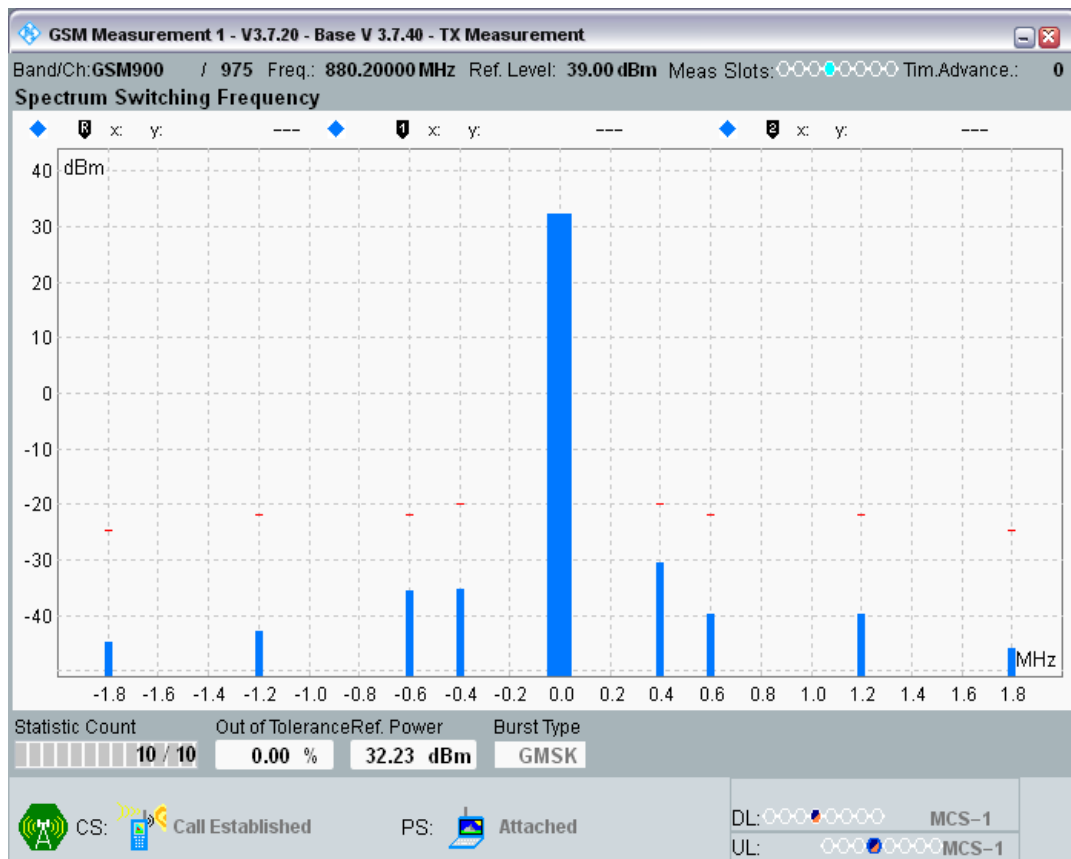 GSM Measurement 1 - V3.7.20 - Base V 3.7.40 - TX Measurement
Band/Ch:GSM900 / 975 Freq.: 880.20000 MHz Ref. Level: 39.00 dBm Meas Slots: Tim.Advance.: 0
Spectrum Switching Frequency
R x: y: --- 1 x: y: --- 2 x: y: ---
dBm
40
30
20
10
0
-10
-20
-30
-40
MHz
-1.8 -1.6 -1.4 -1.2 -1.0 -0.8 -0.6 -0.4 -0.2 0.0 0.2 0.4 0.6 0.8 1.0 1.2 1.4 1.6 1.8
Statistic Count Out of Tolerance Ref. Power Burst Type
10 / 10 0.00 % 32.23 dBm GMSK
CS: Call Established PS: Attached
DL: MCS-1
UL: MCS-1